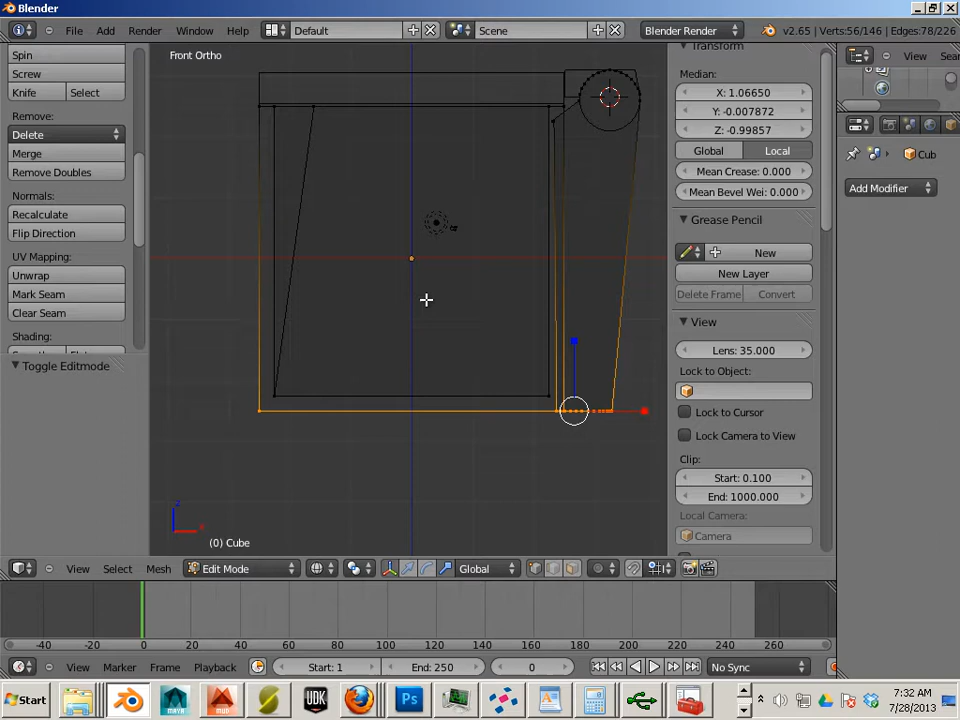 Blender
File Add Render Window Help Default Scene Blender Render v2.65 | Verts:56/146 | Edges:78/226
Spin
Screw
Knife Select
Remove:
Delete
Merge
Remove Doubles
Normals:
Recalculate
Flip Direction
UV Mapping:
Unwrap
Mark Seam
Clear Seam
Shading:
Toggle Editmode
Front Ortho
z
x
(0) Cube
Transform
Median:
X: 1.06650
Y: -0.007872
Z: -0.99857
Global Local
Mean Crease: 0.000
Mean Bevel Wei: 0.000
Grease Pencil
New
New Layer
Delete Frame Convert
View
Lens: 35.000
Lock to Object:
Lock to Cursor
Lock Camera to View
Clip:
Start: 0.100
End: 1000.000
Local Camera:
Camera
View Sear
Cub
Add Modifier
View Select Mesh Edit Mode Global
-40 -20 0 20 40 60 80 100 120 140 160 180 200 220 240 260
View Marker Frame Playback Start: 1 End: 250 0 No Sync
Start MAYA MUD UDK Ps 7:32 AM
7/28/2013